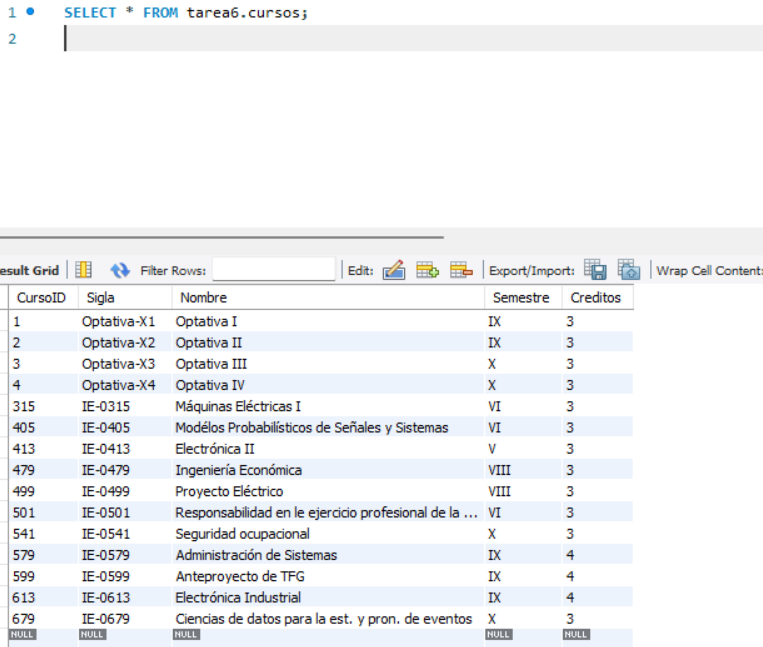 1 SELECT * FROM tarea6.cursos;
2
esult Grid Filter Rows: Edit: Export/Import: Wrap Cell Content:
CursoID Sigla Nombre Semestre Creditos
1 Optativa-X1 Optativa I IX 3
2 Optativa-X2 Optativa II IX 3
3 Optativa-X3 Optativa III X 3
4 Optativa-X4 Optativa IV X 3
315 IE-0315 Máquinas Eléctricas I VI 3
405 IE-0405 Modélos Probabilísticos de Señales y Sistemas VI 3
413 IE-0413 Electrónica II V 3
479 IE-0479 Ingeniería Económica VIII 3
499 IE-0499 Proyecto Eléctrico VIII 3
501 IE-0501 Responsabilidad en le ejercicio profesional de la ... VI 3
541 IE-0541 Seguridad ocupacional X 3
579 IE-0579 Administración de Sistemas IX 4
599 IE-0599 Anteproyecto de TFG IX 4
613 IE-0613 Electrónica Industrial IX 4
679 IE-0679 Ciencias de datos para la est. y pron. de eventos X 3
NULL NULL NULL NULL NULL